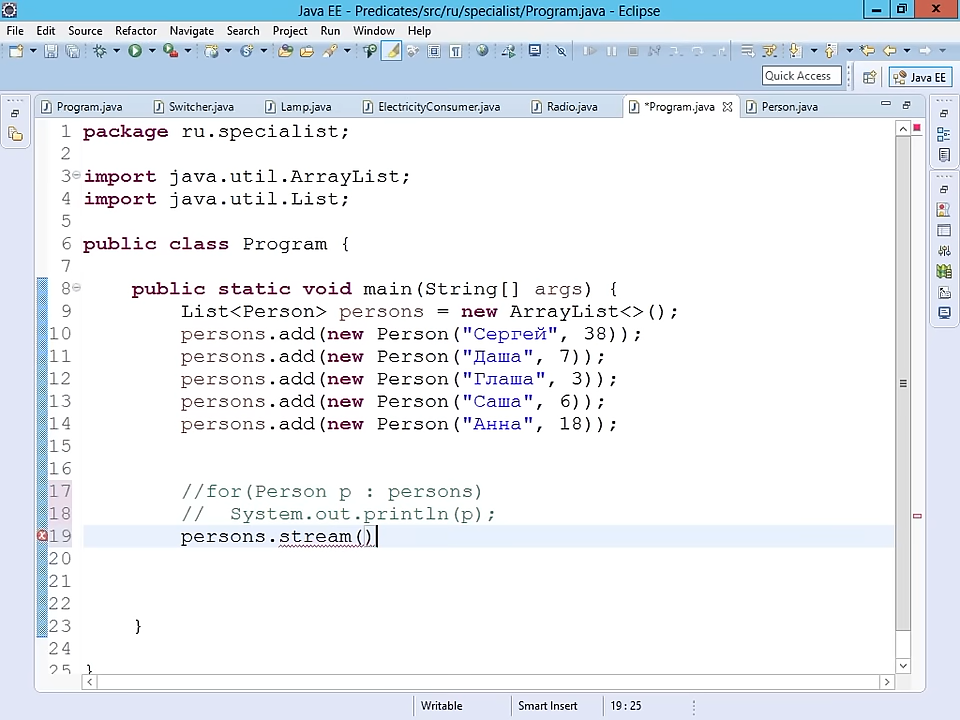 Java EE - Predicates/src/ru/specialist/Program.java - Eclipse
File Edit Source Refactor Navigate Search Project Run Window Help
Quick Access
Java EE
Program.java Switcher.java Lamp.java ElectricityConsumer.java Radio.java *Program.java Person.java
1 package ru.specialist;
2
3 import java.util.ArrayList;
4 import java.util.List;
5
6 public class Program {
7
8 public static void main(String[] args) {
9 List<Person> persons = new ArrayList<>();
10 persons.add(new Person("Сергей", 38));
11 persons.add(new Person("Даша", 7));
12 persons.add(new Person("Глаша", 3));
13 persons.add(new Person("Саша", 6));
14 persons.add(new Person("Анна", 18));
15
16
17 //for(Person p : persons)
18 // System.out.println(p);
19 persons.stream()
20
21
22
23 }
24
25 }
Writable Smart Insert 19 : 25